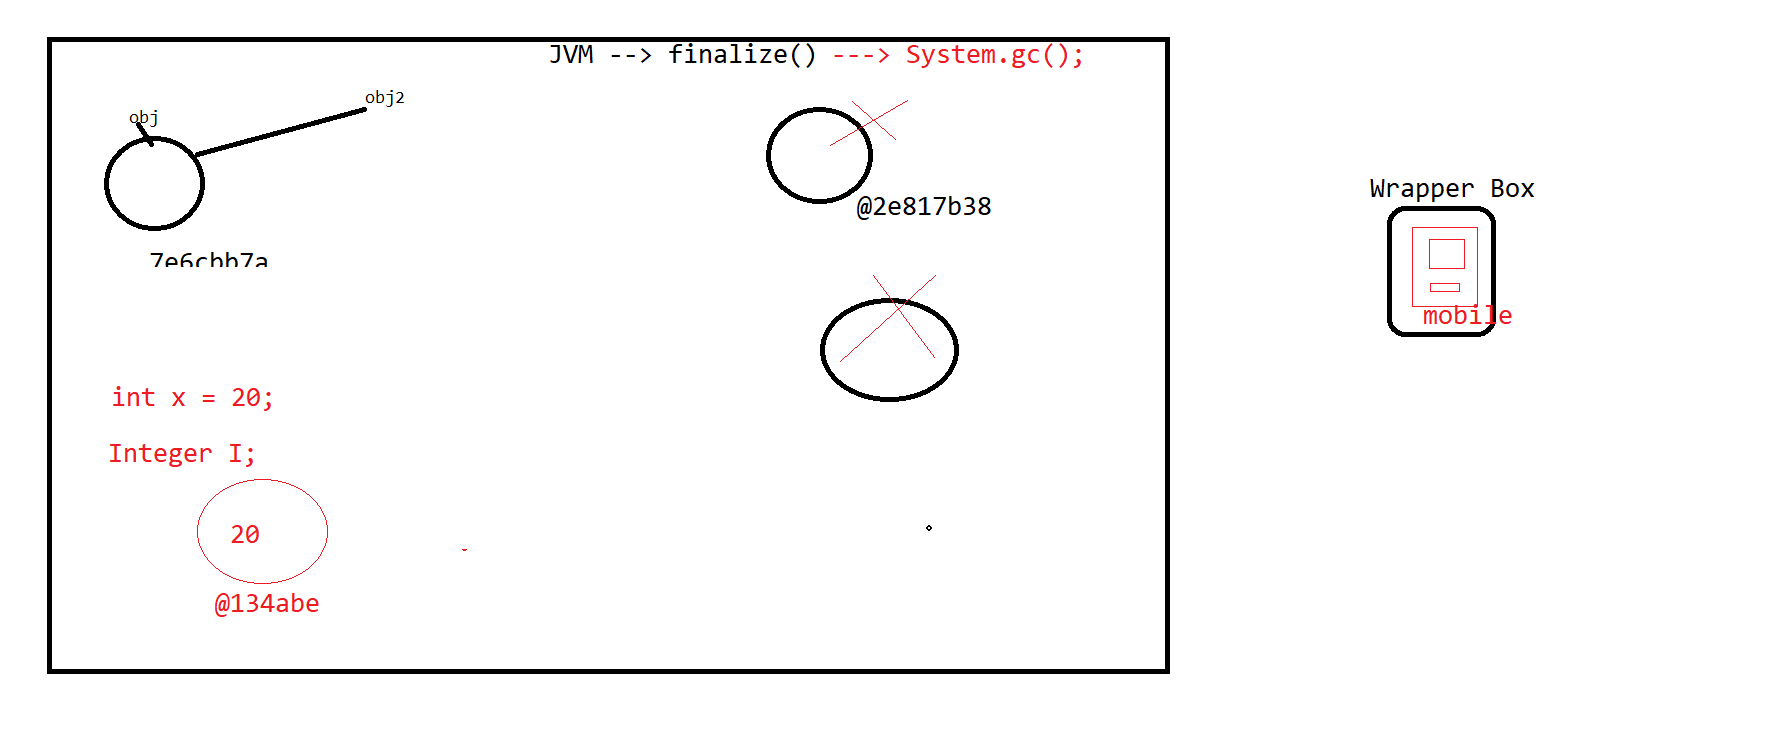 JVM --> finalize() ---> System.gc();
obj2
obj
@2e817b38
7e6cbb7a
int x = 20;
Integer I;
20
@134abe
Wrapper Box
mobile